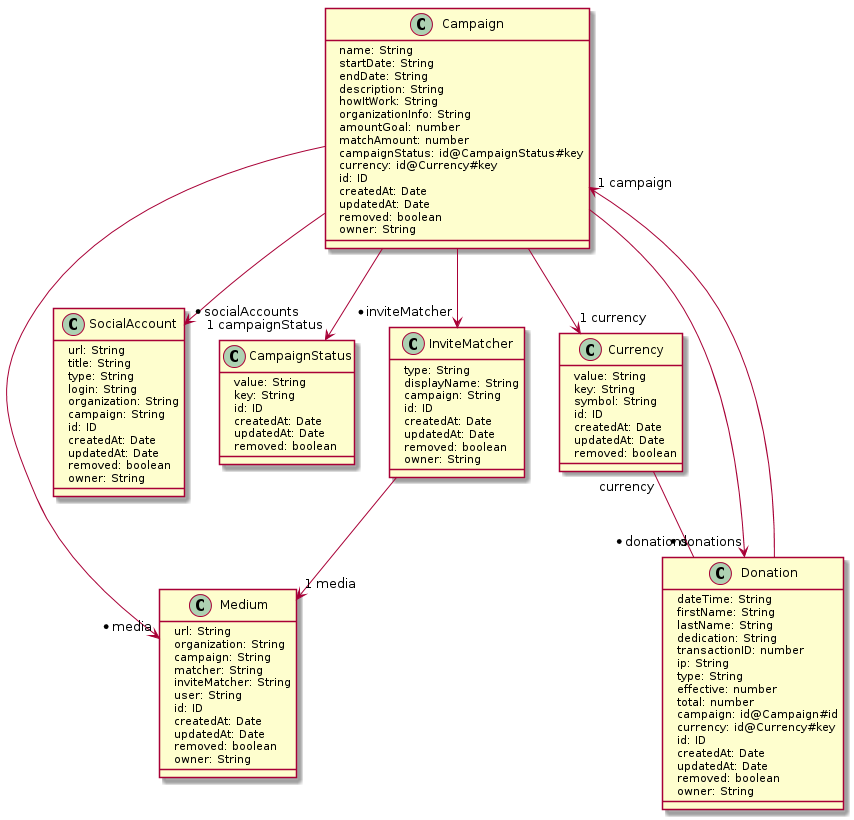 C Campaign
name: String
startDate: String
endDate: String
description: String
howItWork: String
organizationInfo: String
amountGoal: number
matchAmount: number
campaignStatus: id@CampaignStatus#key
currency: id@Currency#key
id: ID
createdAt: Date
updatedAt: Date
removed: boolean
owner: String
1 campaign
* socialAccounts
1 campaignStatus
* inviteMatcher
1 currency
C SocialAccount
url: String
title: String
type: String
login: String
organization: String
campaign: String
id: ID
createdAt: Date
updatedAt: Date
removed: boolean
owner: String
C CampaignStatus
value: String
key: String
id: ID
createdAt: Date
updatedAt: Date
removed: boolean
C InviteMatcher
type: String
displayName: String
campaign: String
id: ID
createdAt: Date
updatedAt: Date
removed: boolean
owner: String
C Currency
value: String
key: String
symbol: String
id: ID
createdAt: Date
updatedAt: Date
removed: boolean
currency
* donations
* donations
1 media
* media
C Medium
url: String
organization: String
campaign: String
matcher: String
inviteMatcher: String
user: String
id: ID
createdAt: Date
updatedAt: Date
removed: boolean
owner: String
C Donation
dateTime: String
firstName: String
lastName: String
dedication: String
transactionID: number
ip: String
type: String
effective: number
total: number
campaign: id@Campaign#id
currency: id@Currency#key
id: ID
createdAt: Date
updatedAt: Date
removed: boolean
owner: String